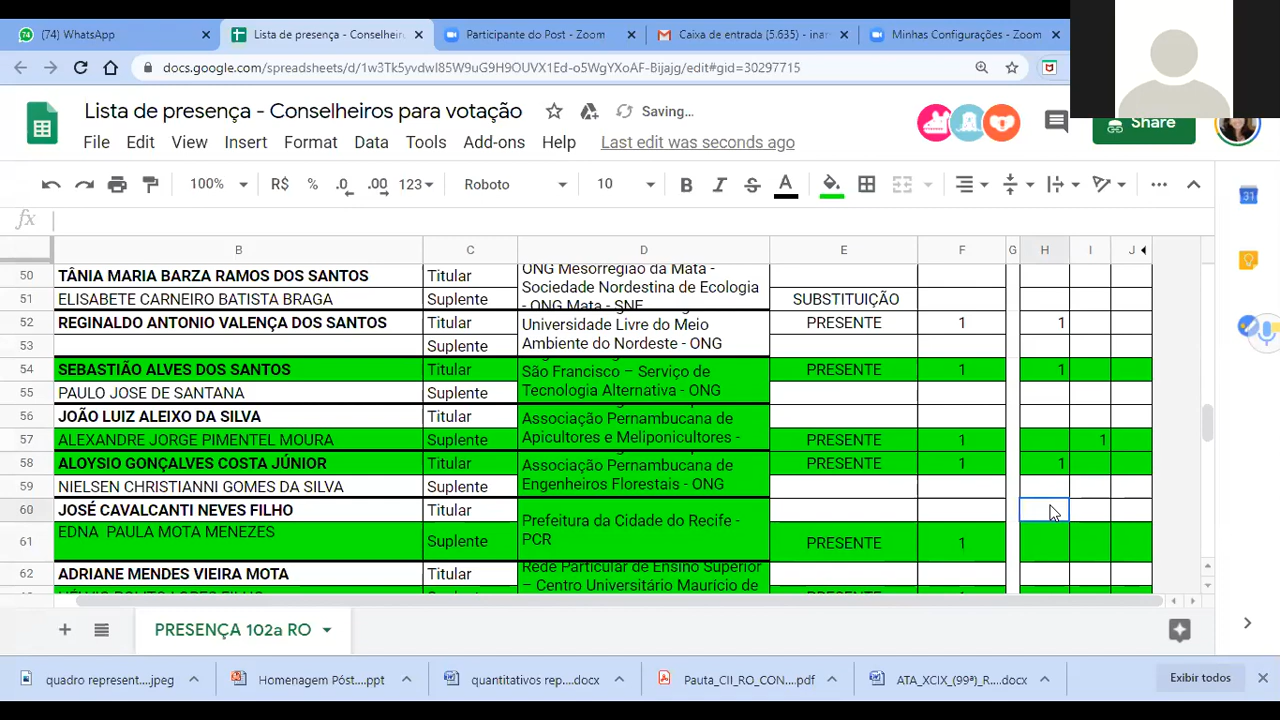 (74) WhatsApp
Lista de presença - Conselheir
Participante do Post - Zoom
Caixa de entrada (5.635) - inar
Minhas Configurações - Zoom
docs.google.com/spreadsheets/d/1w3Tk5yvdwI85W9uG9H9OUVX1Ed-o5WgYXoAF-Bijajg/edit#gid=30297715
Lista de presença - Conselheiros para votação
Saving...
Share
File Edit View Insert Format Data Tools Add-ons Help Last edit was seconds ago
100% R$ % .0 .00 123 Roboto 10 B I S A
fx
B C D E F G H I J
50 TÂNIA MARIA BARZA RAMOS DOS SANTOS Titular
ONG Mesorregião da Mata -
Sociedade Nordestina de Ecologia
- ONG Mata - SNE
51 ELISABETE CARNEIRO BATISTA BRAGA Suplente SUBSTITUIÇÃO
52 REGINALDO ANTONIO VALENÇA DOS SANTOS Titular PRESENTE 1 1
Universidade Livre do Meio
Ambiente do Nordeste - ONG
53 Suplente
54 SEBASTIÃO ALVES DOS SANTOS Titular PRESENTE 1 1
São Francisco – Serviço de
Tecnologia Alternativa - ONG
55 PAULO JOSE DE SANTANA Suplente
56 JOÃO LUIZ ALEIXO DA SILVA Titular
Associação Pernambucana de
Apicultores e Meliponicultores -
57 ALEXANDRE JORGE PIMENTEL MOURA Suplente PRESENTE 1 1
58 ALOYSIO GONÇALVES COSTA JÚNIOR Titular PRESENTE 1 1
Associação Pernambucana de
Engenheiros Florestais - ONG
59 NIELSEN CHRISTIANNI GOMES DA SILVA Suplente
60 JOSÉ CAVALCANTI NEVES FILHO Titular
Prefeitura da Cidade do Recife -
PCR
61 EDNA PAULA MOTA MENEZES Suplente PRESENTE 1
62 ADRIANE MENDES VIEIRA MOTA Titular
Rede Particular de Ensino Superior
– Centro Universitário Maurício de
PRESENÇA 102a RO
quadro represent....jpeg
Homenagem Póst....ppt
quantitativos rep....docx
Pauta_CII_RO_CON....pdf
ATA_XCIX_(99ª)_R....docx
Exibir todos